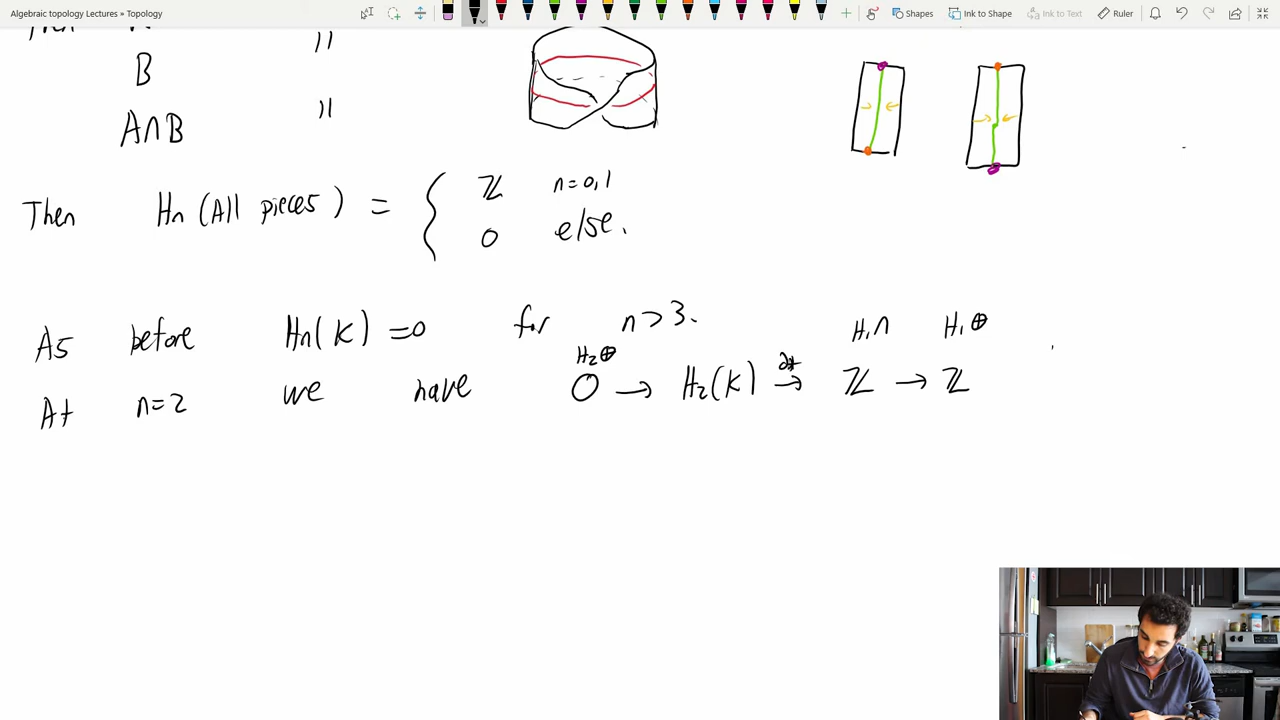 Algebraic topology Lectures » Topology
Shapes Ink to Shape Ink to Text Ruler
Then
B "
A∩B "
Then Hn (All pieces) = { ℤ n=0,1
0 else.
As before Hn(K) =0 for n>3.
H₂⊕ H₁∩ H₁⊕
At n=2 we have 0 → H₂(K) ∂* → ℤ → ℤ